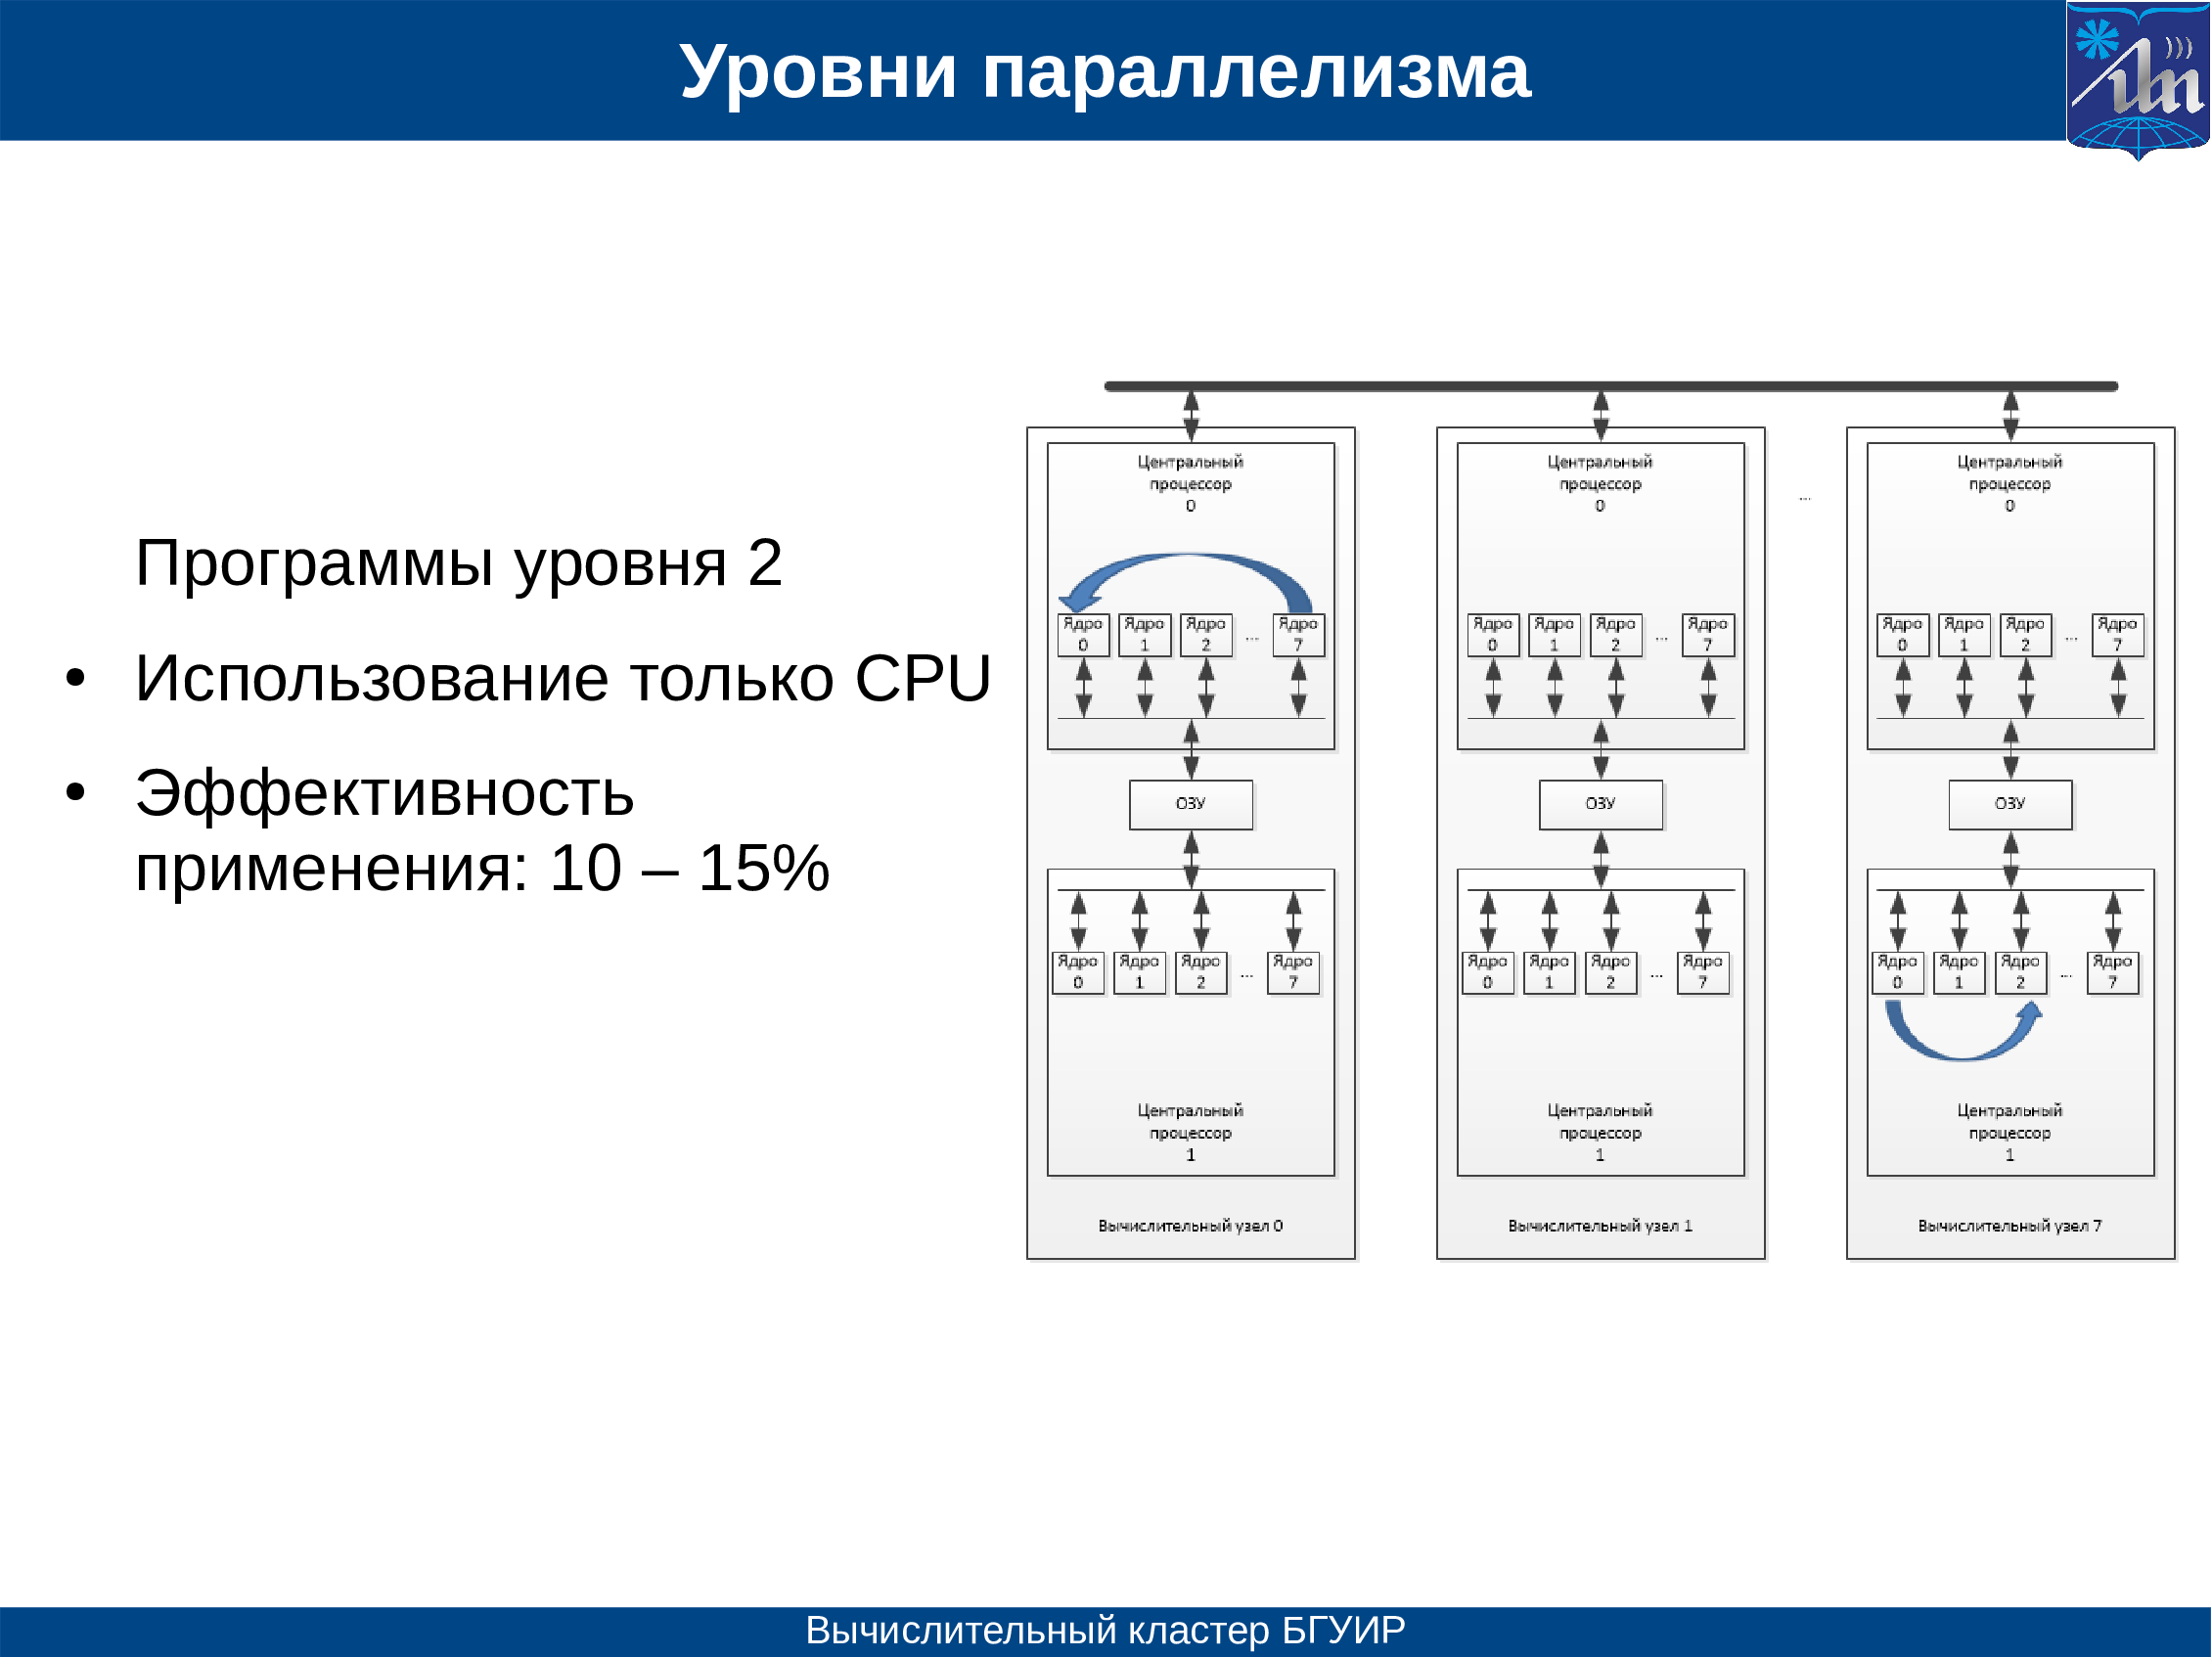 Уровни параллелизма
Программы уровня 2
• Использование только CPU
• Эффективность
применения: 10 – 15%
Центральный
процессор
0
Ядро
0
Ядро
1
Ядро
2
...
Ядро
7
ОЗУ
Ядро
0
Ядро
1
Ядро
2
...
Ядро
7
Центральный
процессор
1
Вычислительный узел 0
Центральный
процессор
0
Ядро
0
Ядро
1
Ядро
2
...
Ядро
7
ОЗУ
Ядро
0
Ядро
1
Ядро
2
...
Ядро
7
Центральный
процессор
1
Вычислительный узел 1
...
Центральный
процессор
0
Ядро
0
Ядро
1
Ядро
2
...
Ядро
7
ОЗУ
Ядро
0
Ядро
1
Ядро
2
...
Ядро
7
Центральный
процессор
1
Вычислительный узел 7
Вычислительный кластер БГУИР